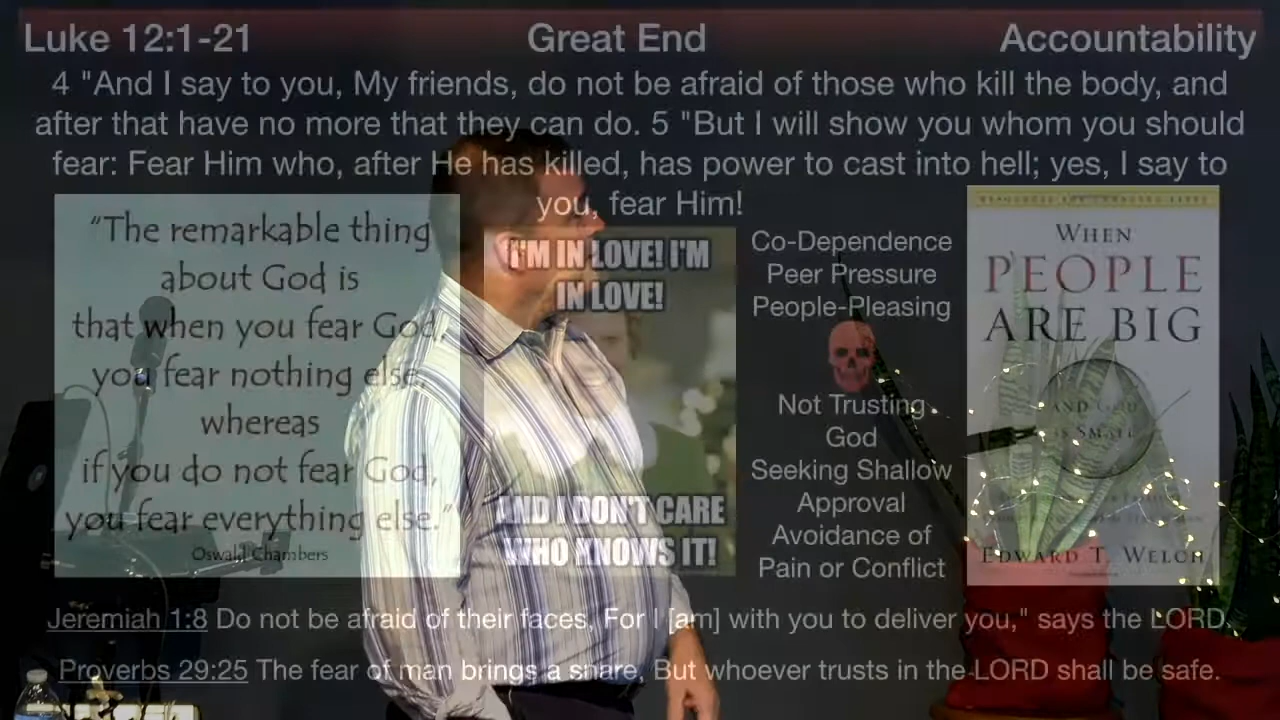 Luke 12:1-21
Great End
Accountability
4 "And I say to you, My friends, do not be afraid of those who kill the body, and
after that have no more that they can do. 5 "But I will show you whom you should
fear: Fear Him who, after He has killed, has power to cast into hell; yes, I say to
you, fear Him!
“The remarkable thing
about God is
that when you fear God,
you fear nothing else,
whereas
if you do not fear God,
you fear everything else.”
Oswald Chambers
I'M IN LOVE! I'M
IN LOVE!
AND I DON'T CARE
WHO KNOWS IT!
Co-Dependence
Peer Pressure
People-Pleasing
Not Trusting
God
Seeking Shallow
Approval
Avoidance of
Pain or Conflict
WHEN
PEOPLE
ARE BIG
AND GOD
IS SMALL
EDWARD T. WELCH
Jeremiah 1:8 Do not be afraid of their faces, For I [am] with you to deliver you," says the LORD.
Proverbs 29:25 The fear of man brings a snare, But whoever trusts in the LORD shall be safe.